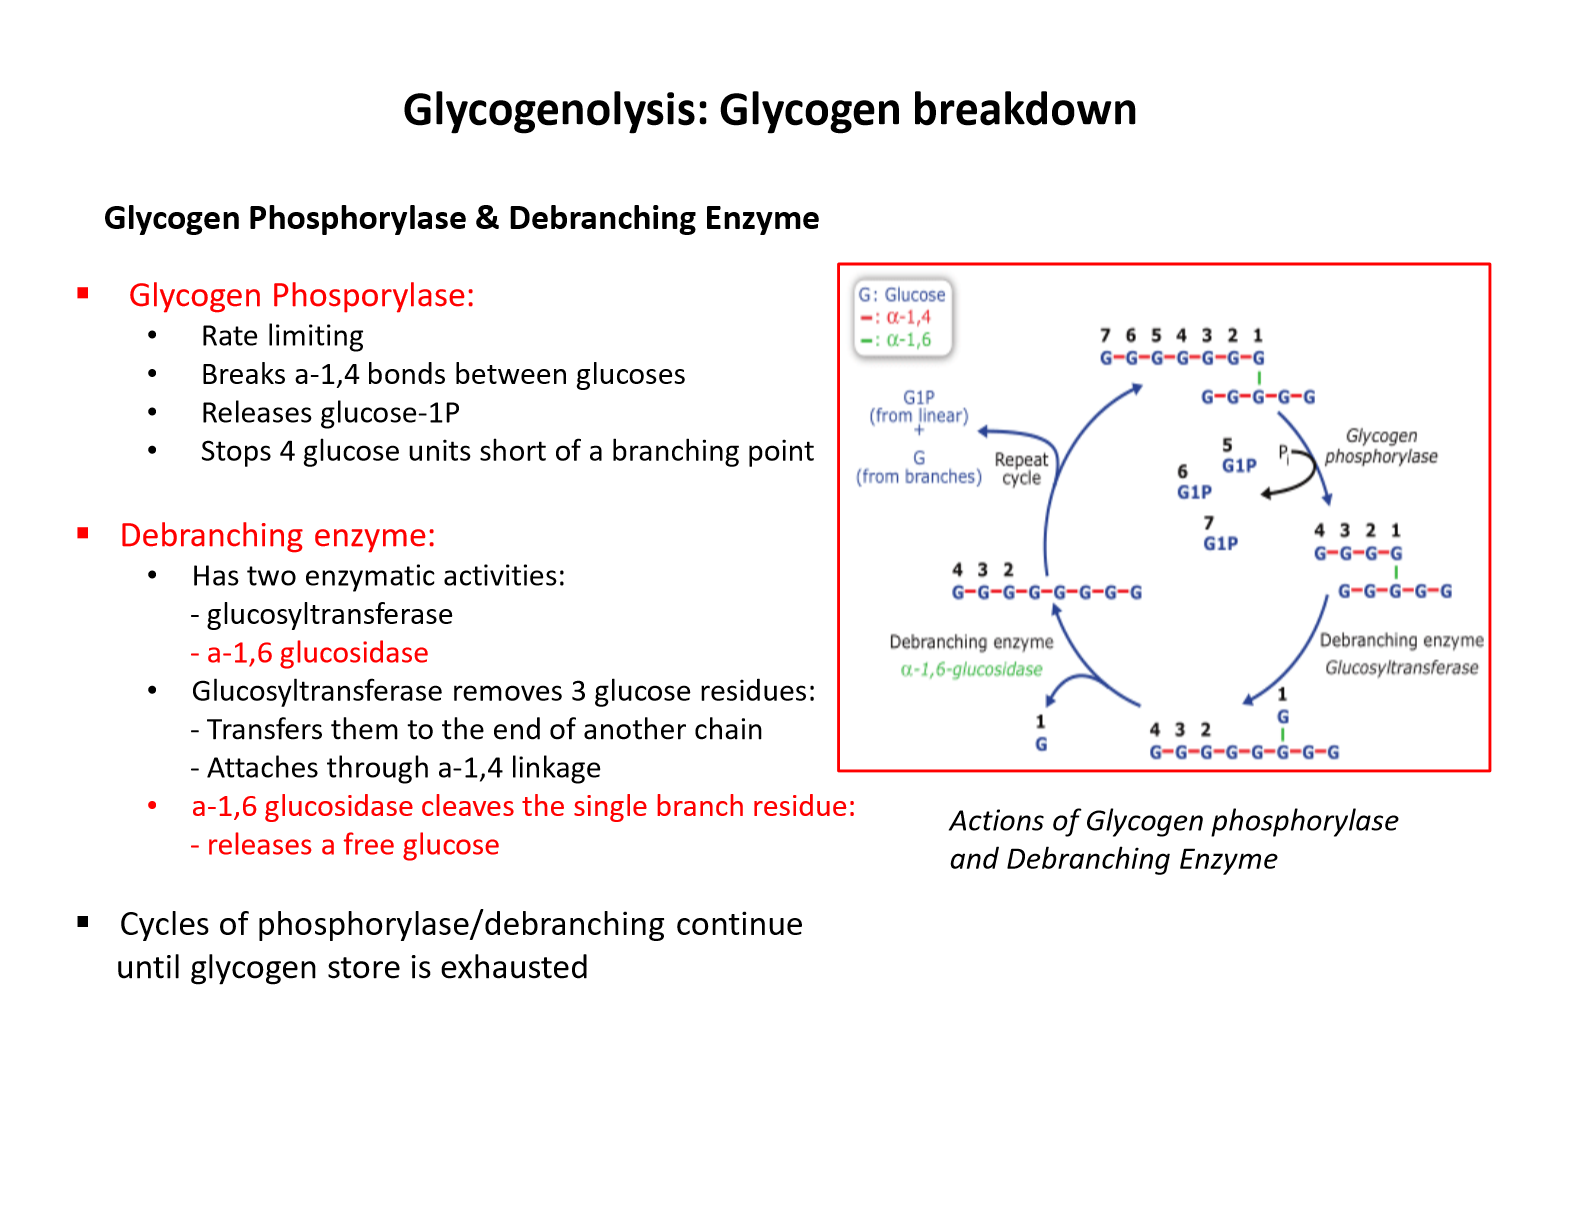 Glycogenolysis: Glycogen breakdown
Glycogen Phosphorylase & Debranching Enzyme
▪ Glycogen Phosporylase:
• Rate limiting
• Breaks a-1,4 bonds between glucoses
• Releases glucose-1P
• Stops 4 glucose units short of a branching point
▪ Debranching enzyme:
• Has two enzymatic activities:
- glucosyltransferase
- a-1,6 glucosidase
• Glucosyltransferase removes 3 glucose residues:
- Transfers them to the end of another chain
- Attaches through a-1,4 linkage
• a-1,6 glucosidase cleaves the single branch residue:
- releases a free glucose
▪ Cycles of phosphorylase/debranching continue
until glycogen store is exhausted
G: Glucose
–: α-1,4
–: α-1,6
7 6 5 4 3 2 1
G–G–G–G–G–G–G
G–G–G–G–G
Glycogen
phosphorylase
Pi
5
G1P
6
G1P
7
G1P
4 3 2 1
G–G–G–G
G–G–G–G–G
Debranching enzyme
Glucosyltransferase
1
G
4 3 2
G–G–G–G–G–G–G–G
Debranching enzyme
α-1,6-glucosidase
1
G
4 3 2
G–G–G–G–G–G–G–G
Repeat
cycle
G1P
(from linear)
+
G
(from branches)
Actions of Glycogen phosphorylase
and Debranching Enzyme